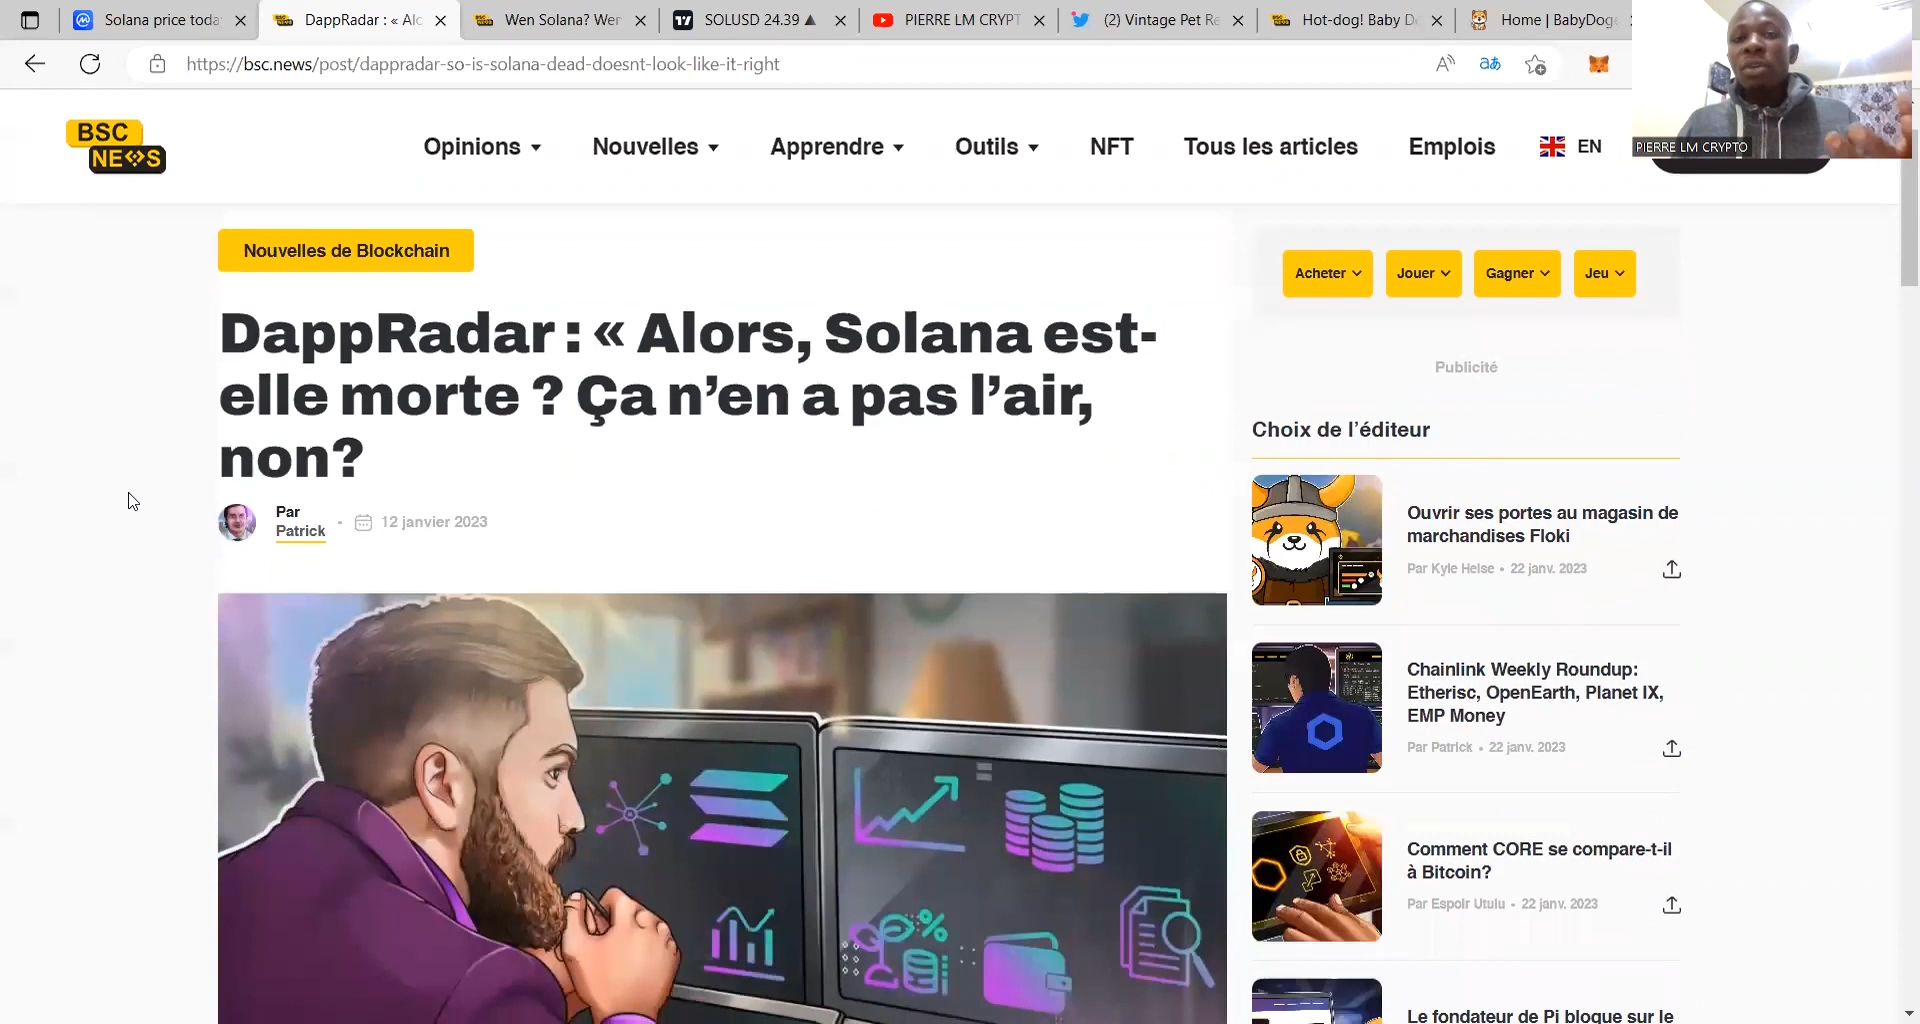 Solana price toda
DappRadar : « Alo
Wen Solana? Wen
SOLUSD 24.39 ▲
PIERRE LM CRYPT
(2) Vintage Pet Re
Hot-dog! Baby Do
Home | BabyDoge
https://bsc.news/post/dappradar-so-is-solana-dead-doesnt-look-like-it-right
PIERRE LM CRYPTO
BSC
NEWS
Opinions
Nouvelles
Apprendre
Outils
NFT
Tous les articles
Emplois
EN
Nouvelles de Blockchain
DappRadar : « Alors, Solana est-
elle morte ? Ça n’en a pas l’air,
non?
Par
Patrick
• 12 janvier 2023
Acheter
Jouer
Gagner
Jeu
Publicité
Choix de l’éditeur
Ouvrir ses portes au magasin de
marchandises Floki
Par Kyle Helse • 22 janv. 2023
Chainlink Weekly Roundup:
Etherisc, OpenEarth, Planet IX,
EMP Money
Par Patrick • 22 janv. 2023
Comment CORE se compare-t-il
à Bitcoin?
Par Espoir Utulu • 22 janv. 2023
Le fondateur de Pi bloque sur le